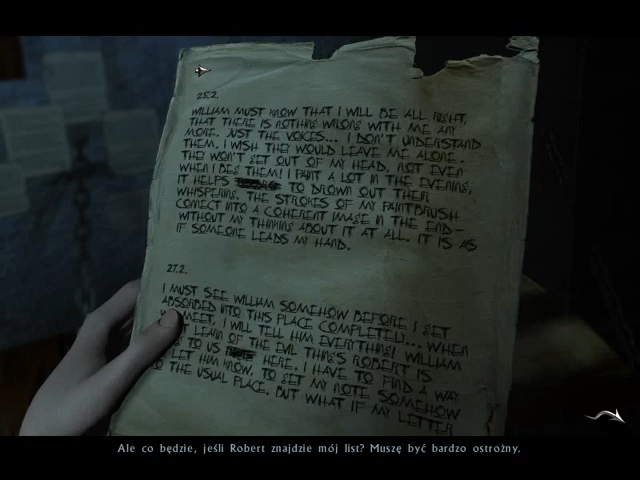 25.2.
WILLIAM MUST KNOW THAT I WILL BE ALL RIGHT,
THAT THERE IS NOTHING WRONG WITH ME ANY
MORE. JUST THE VOICES... I DON'T UNDERSTAND
THEM. I WISH THEY WOULD LEAVE ME ALONE.
THEY WON'T GET OUT OF MY HEAD, NOT EVEN
WHEN I BEG THEM! I PAINT A LOT IN THE EVENING,
IT HELPS TO DROWN OUT THEIR
WHISPERING. THE STROKES OF MY PAINTBRUSH
CONNECT INTO A COHERENT IMAGE IN THE END-
WITHOUT MY THINKING ABOUT IT AT ALL. IT IS AS
IF SOMEONE LEADS MY HAND.
27.2.
I MUST SEE WILLIAM SOMEHOW BEFORE I GET
ABSORBED INTO THIS PLACE COMPLETELY... WHEN
MEET, I WILL TELL HIM EVERYTHING! WILLIAM
LEARN OF THE EVIL THINGS ROBERT IS
TO US HERE. I HAVE TO FIND A WAY
LET HIM KNOW, TO GET MY NOTE SOMEHOW
THE USUAL PLACE. BUT WHAT IF MY LETTER
Ale co będzie, jeśli Robert znajdzie mój list? Muszę być bardzo ostrożny.